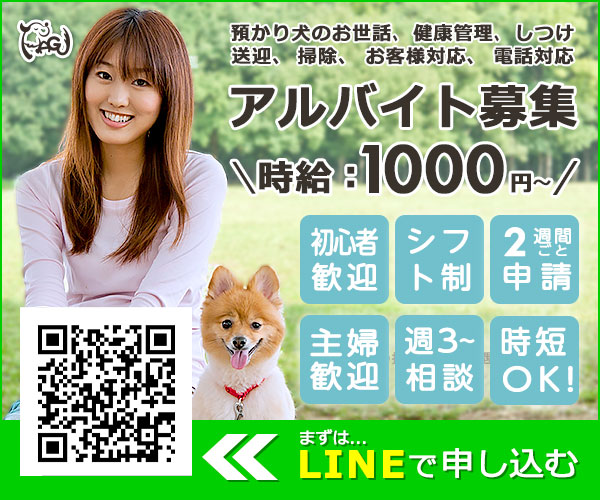 預かり犬のお世話、健康管理、しつけ
送迎、掃除、お客様対応、電話対応
アルバイト募集
\時給:1000円~/
初心者
歓迎
シフ
ト制
2週間ごと
申請
主婦
歓迎
週3~
相談
時短
OK!
まずは...
LINEで申し込む